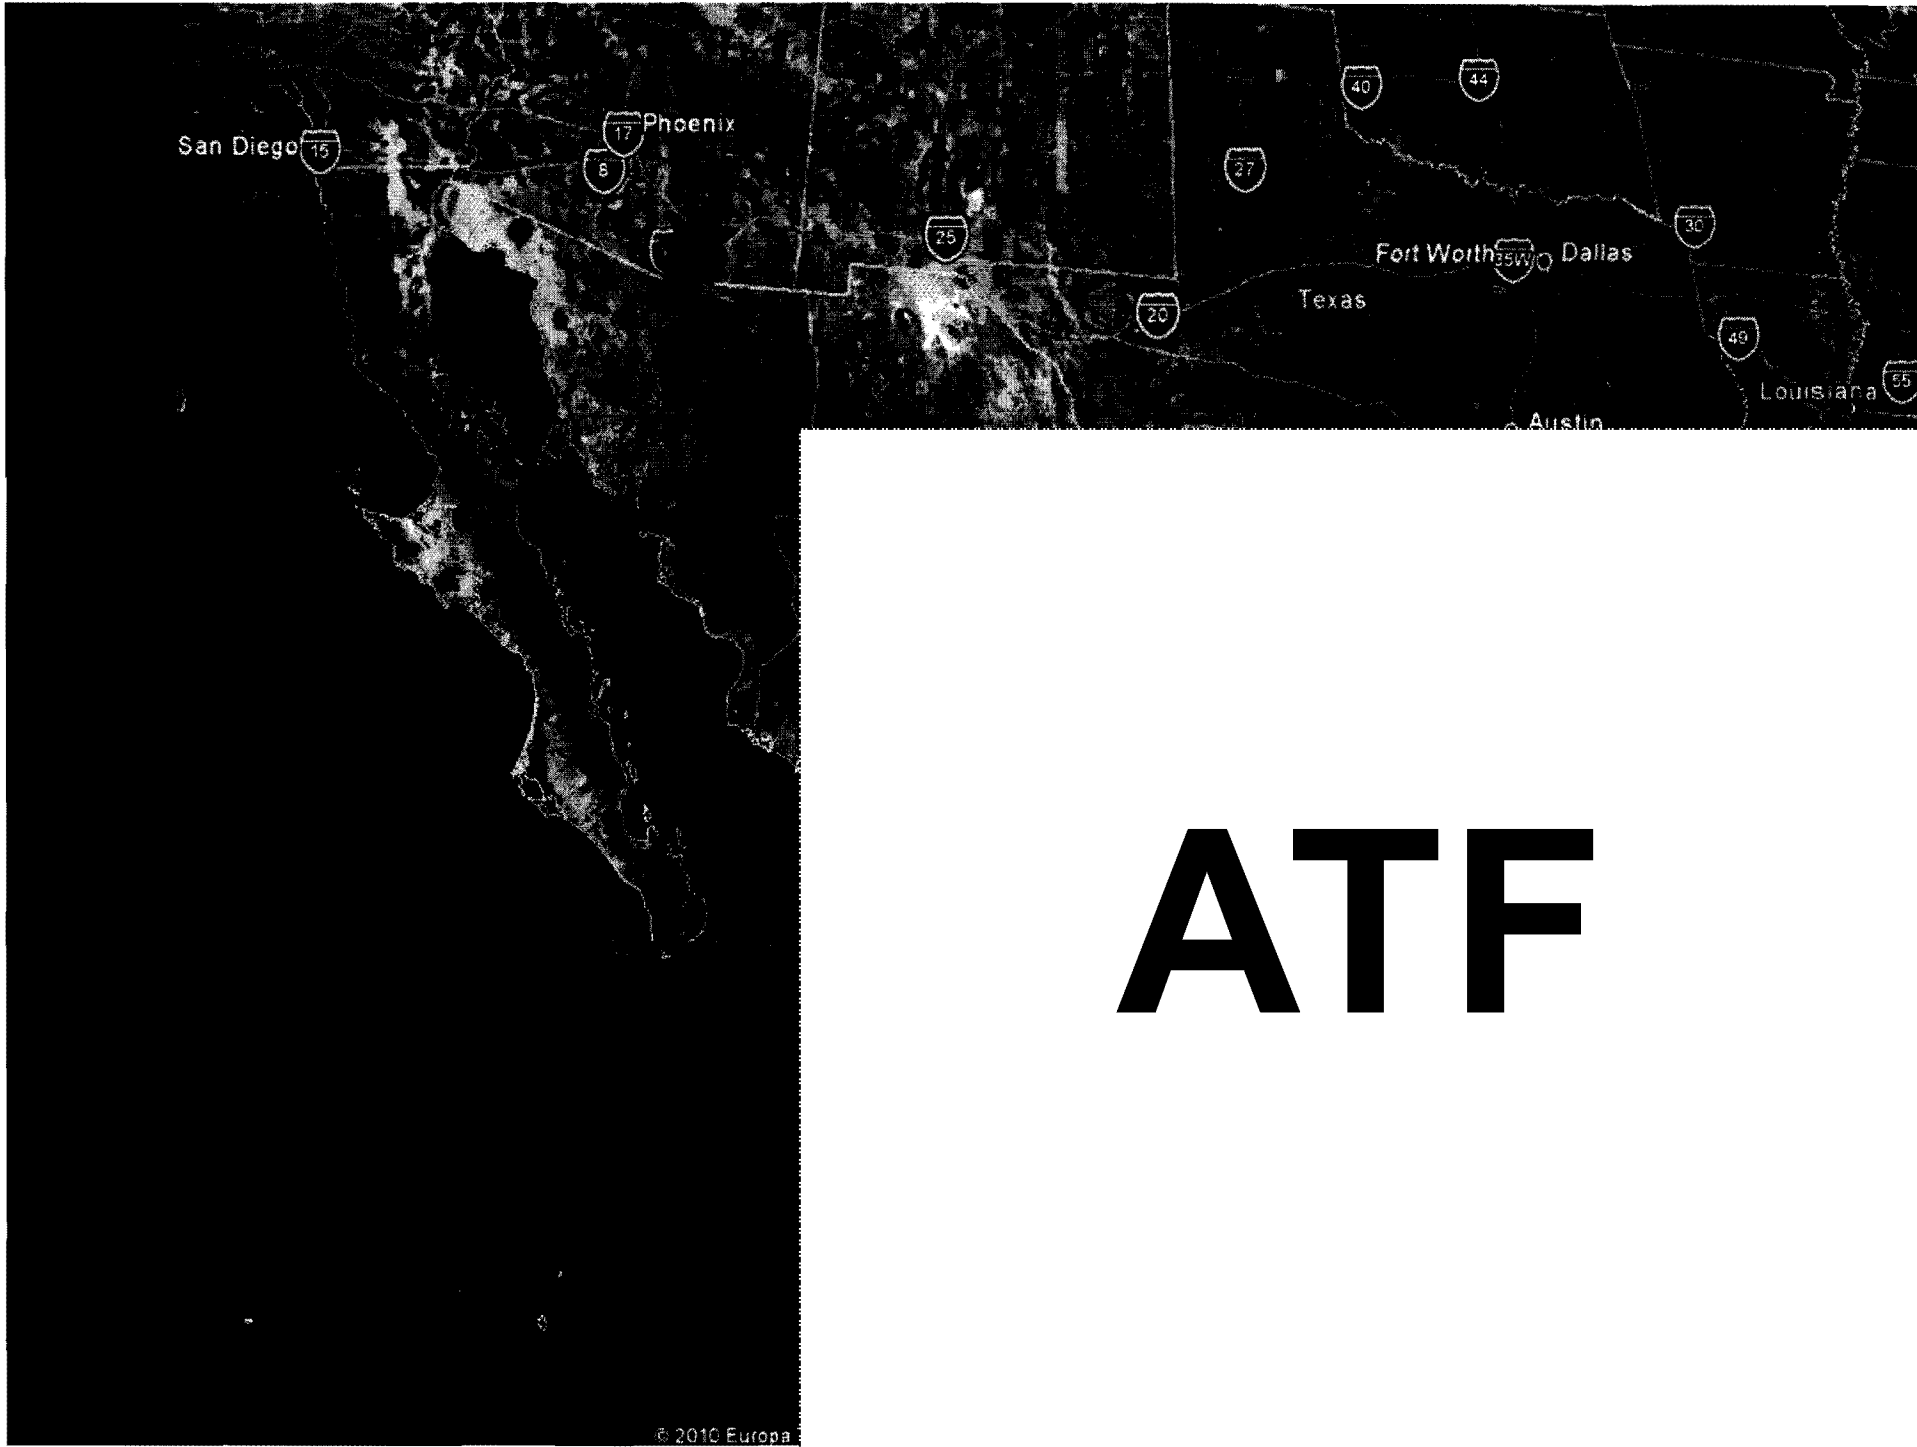 40
44
San Diego
15
17
Phoenix
8
27
25
30
Fort Worth
35W
Dallas
Texas
20
49
Louisiana
55
Austin
ATF
© 2010 Europa